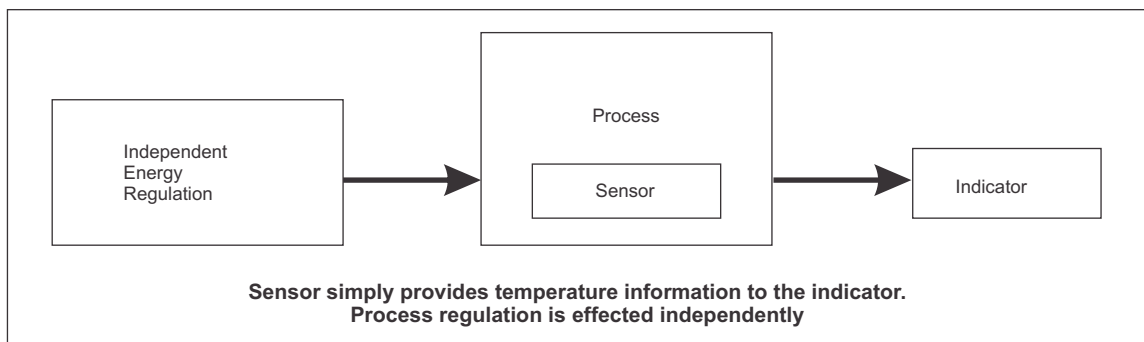 Independent
Energy
Regulation
Process
Sensor
Indicator
Sensor simply provides temperature information to the indicator.
Process regulation is effected independently